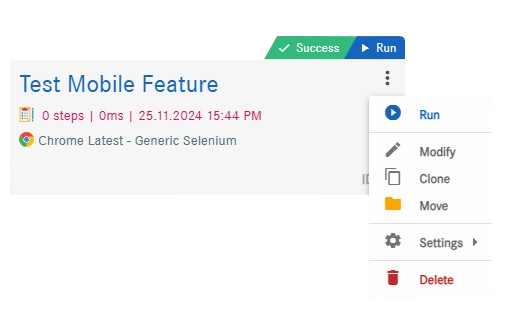 Success Run
Test Mobile Feature
0 steps | 0ms | 25.11.2024 15:44 PM
Chrome Latest - Generic Selenium
Run
Modify
Clone
Move
Settings
Delete